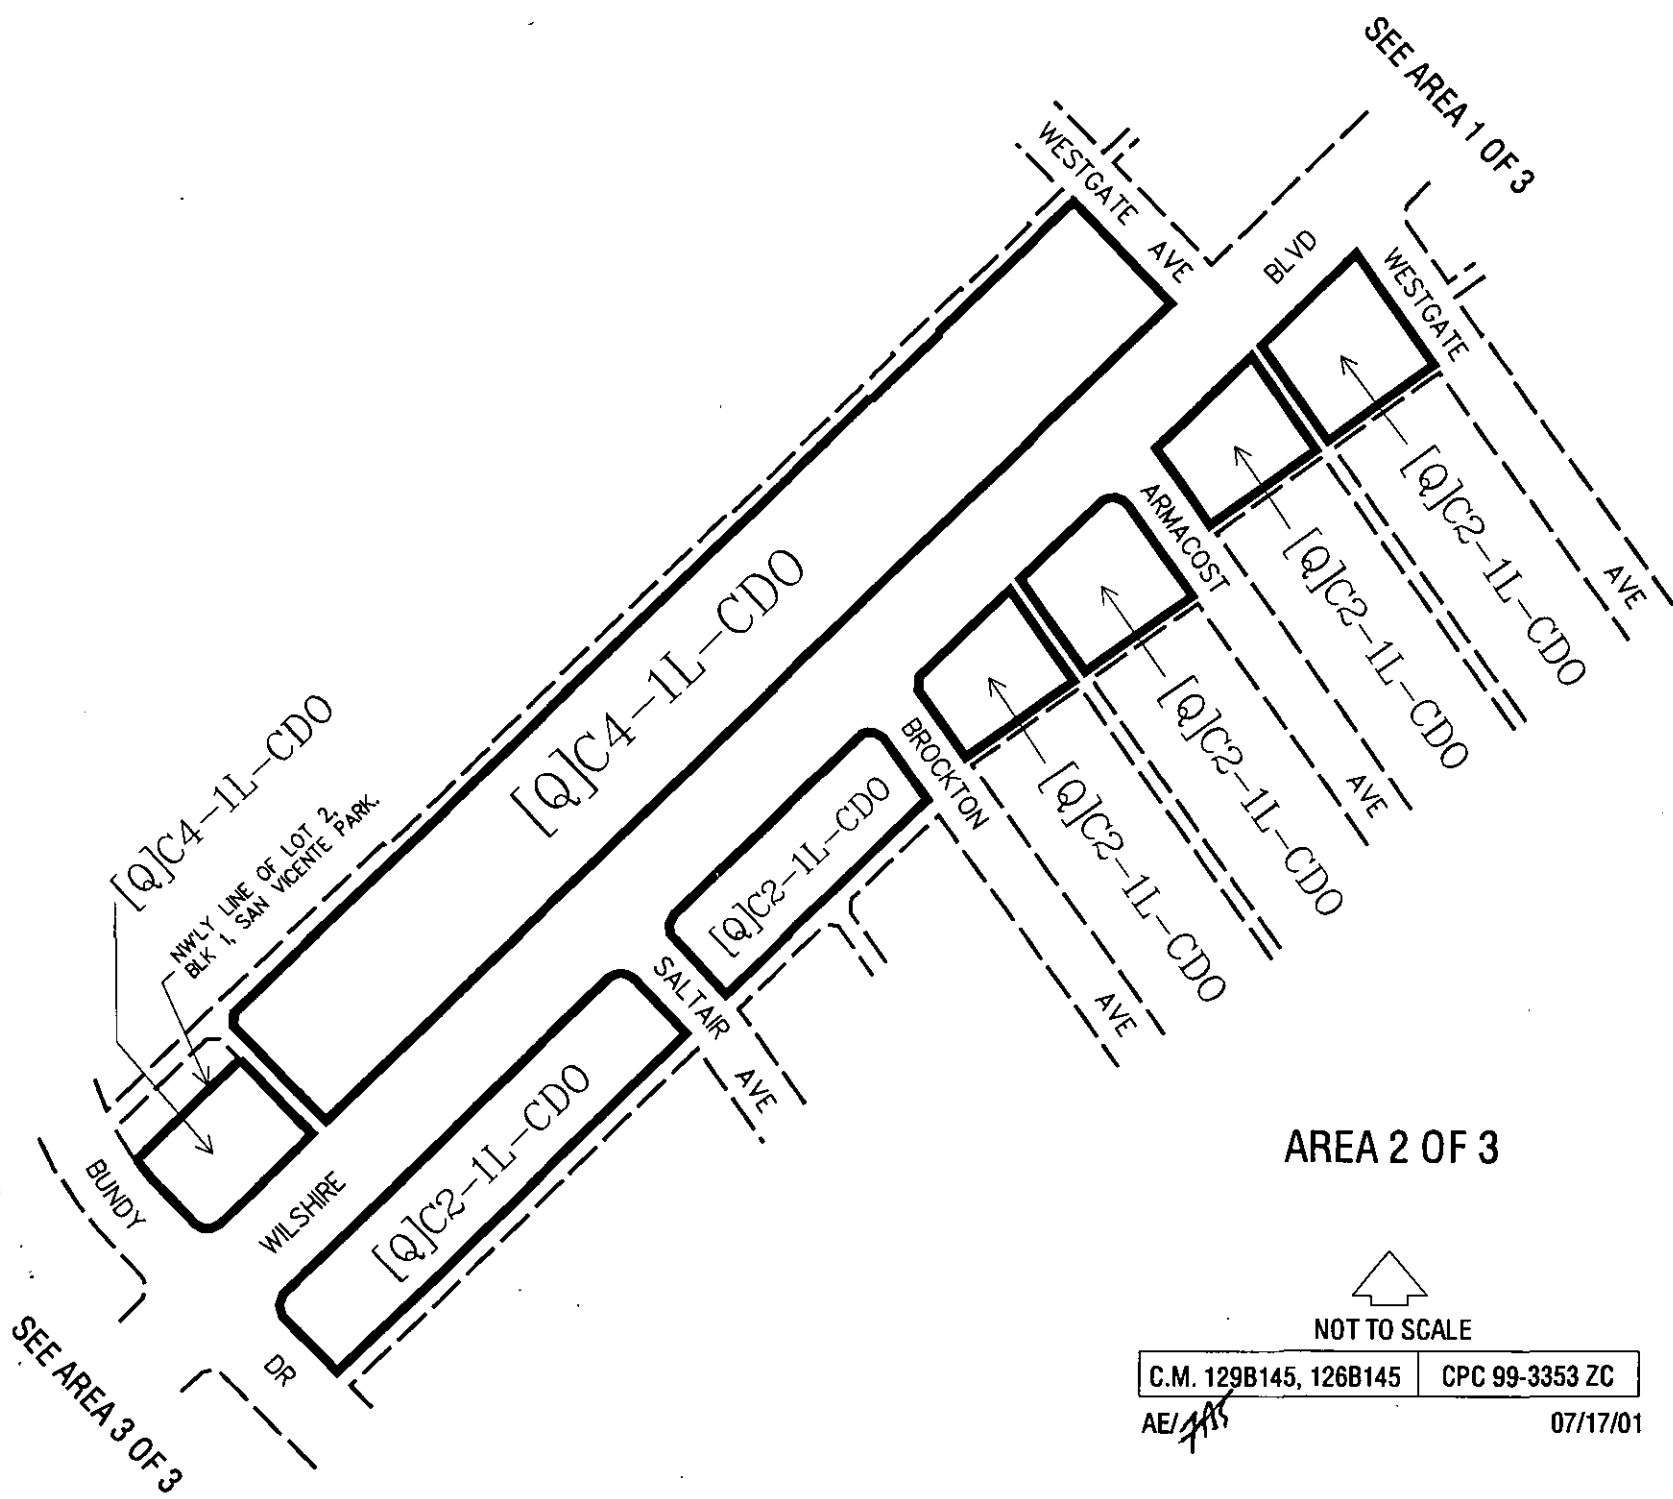 SEE AREA 1 OF 3
WESTGATE AVE
BLVD
WESTGATE AVE
[Q]C2-1L-CDO
[Q]C2-1L-CDO
ARMACOST AVE
[Q]C4-1L-CDO
[Q]C2-1L-CDO
[Q]C2-1L-CDO
BROCKTON AVE
[Q]C2-1L-CDO
[Q]C4-1L-CDO
NW'LY LINE OF LOT 2,
BLK 1, SAN VICENTE PARK.
SALTAIR AVE
[Q]C2-1L-CDO
WILSHIRE
BUNDY
DR
SEE AREA 3 OF 3
AREA 2 OF 3
NOT TO SCALE
C.M. 129B145, 126B145 CPC 99-3353 ZC
AE/
07/17/01